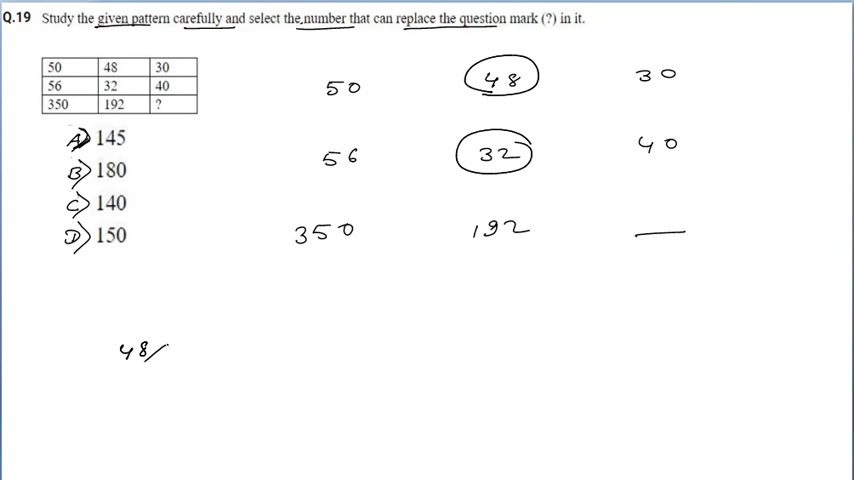 Q.19 Study the given pattern carefully and select the number that can replace the question mark (?) in it.
50 48 30
56 32 40
350 192 ?
A) 145
B) 180
C) 140
D) 150
50 48 30
56 32 40
350 192
48/